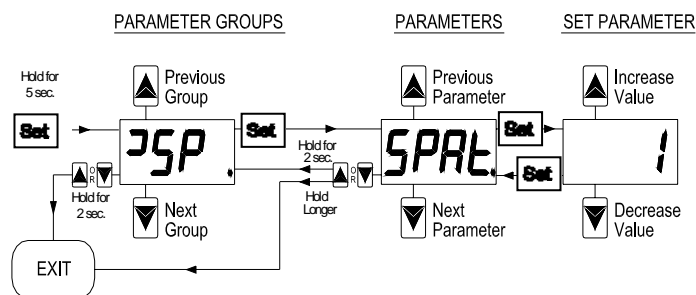 PARAMETER GROUPS
PARAMETERS
SET PARAMETER
Hold for
5 sec.
Set
Previous
Group
Set
Previous
Parameter
Set
Increase
Value
SP
SPAt.
1
Hold for
2 sec.
Set
OR
Hold for
2 sec.
OR
Hold
Longer
Next
Group
Next
Parameter
Decrease
Value
EXIT